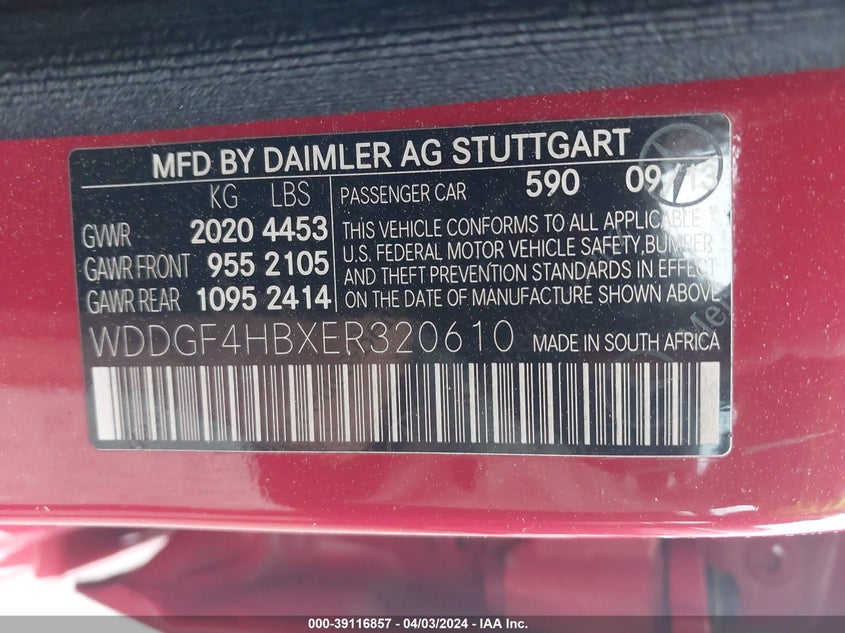 MFD BY DAIMLER AG STUTTGART
KG LBS
GVWR 2020 4453
GAWR FRONT 955 2105
GAWR REAR 1095 2414
PASSENGER CAR 590 09/13
THIS VEHICLE CONFORMS TO ALL APPLICABLE
U.S. FEDERAL MOTOR VEHICLE SAFETY, BUMPER
AND THEFT PREVENTION STANDARDS IN EFFECT
ON THE DATE OF MANUFACTURE SHOWN ABOVE.
WDDGF4HBXER320610 MADE IN SOUTH AFRICA
000-39116857 - 04/03/2024 - IAA Inc.